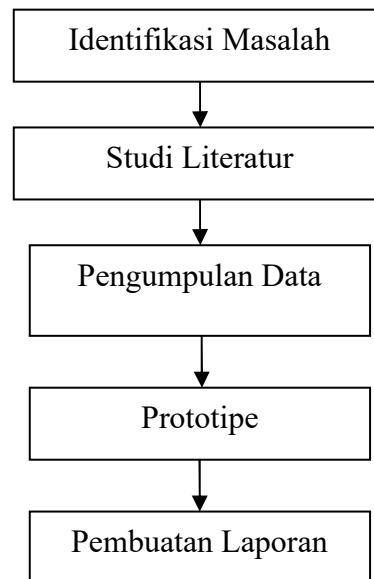 Identifikasi Masalah
Studi Literatur
Pengumpulan Data
Prototipe
Pembuatan Laporan